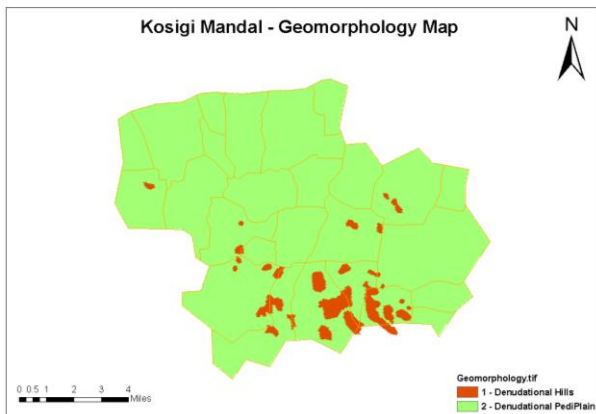 Kosigi Mandal - Geomorphology Map
N
0 0.5 1 2 3 4
Miles
Geomorphology.tif
1 - Denudational Hills
2 - Denudational PediPlain